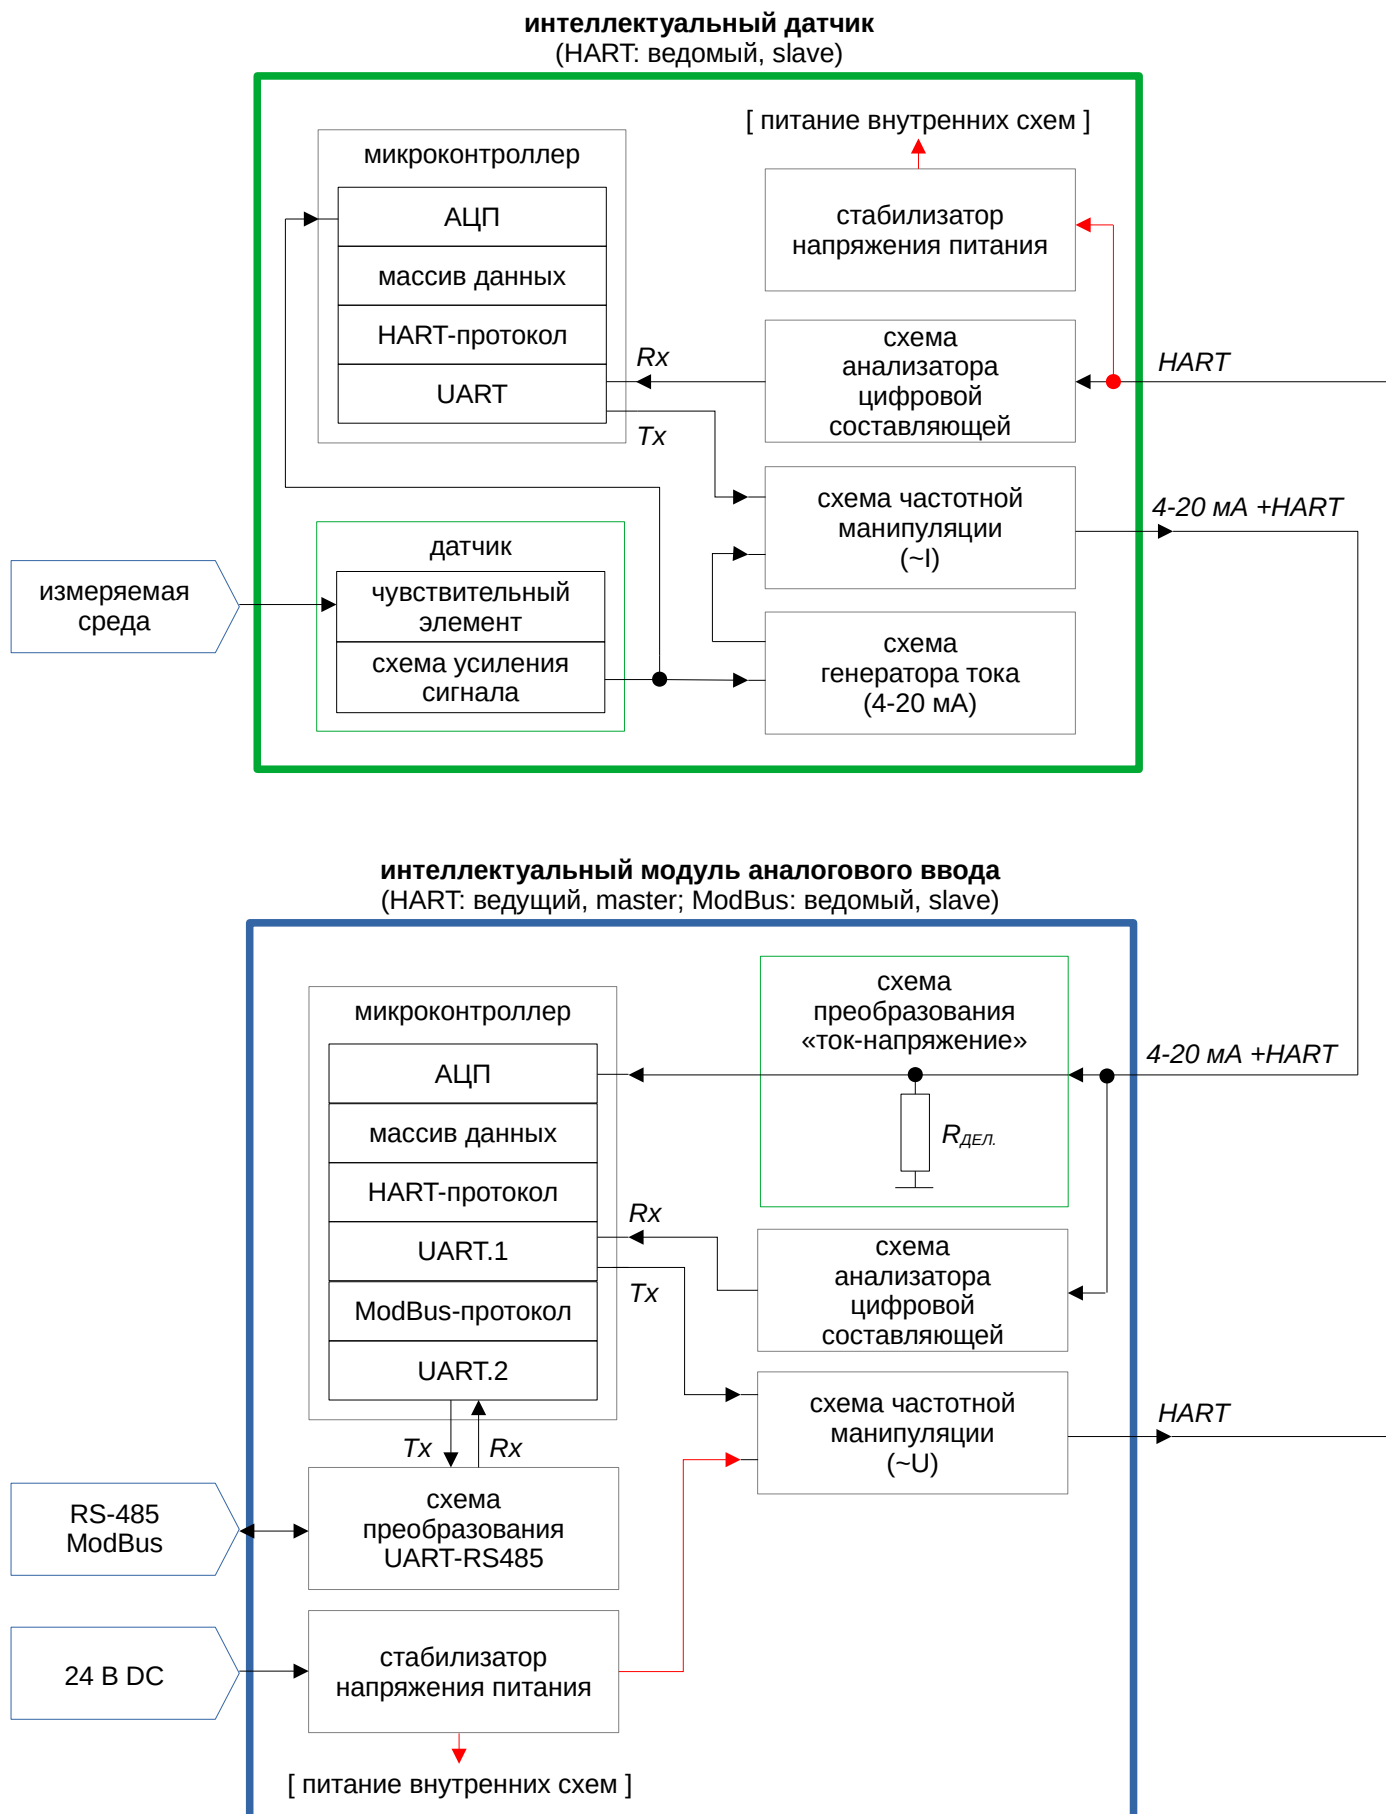 интеллектуальный датчик
(HART: ведомый, slave)
[ питание внутренних схем ]
микроконтроллер
АЦП
массив данных
HART-протокол
UART
стабилизатор
напряжения питания
схема
анализатора
цифровой
составляющей
Rx
Tx
HART
схема частотной
манипуляции
(~I)
4-20 мА +HART
датчик
чувствительный
элемент
схема усиления
сигнала
измеряемая
среда
схема
генератора тока
(4-20 мА)
интеллектуальный модуль аналогового ввода
(HART: ведущий, master; ModBus: ведомый, slave)
микроконтроллер
АЦП
массив данных
HART-протокол
UART.1
ModBus-протокол
UART.2
схема
преобразования
«ток-напряжение»
RДЕЛ.
4-20 мА +HART
Rx
Tx
схема
анализатора
цифровой
составляющей
схема частотной
манипуляции
(~U)
HART
Tx
Rx
RS-485
ModBus
схема
преобразования
UART-RS485
24 В DC
стабилизатор
напряжения питания
[ питание внутренних схем ]